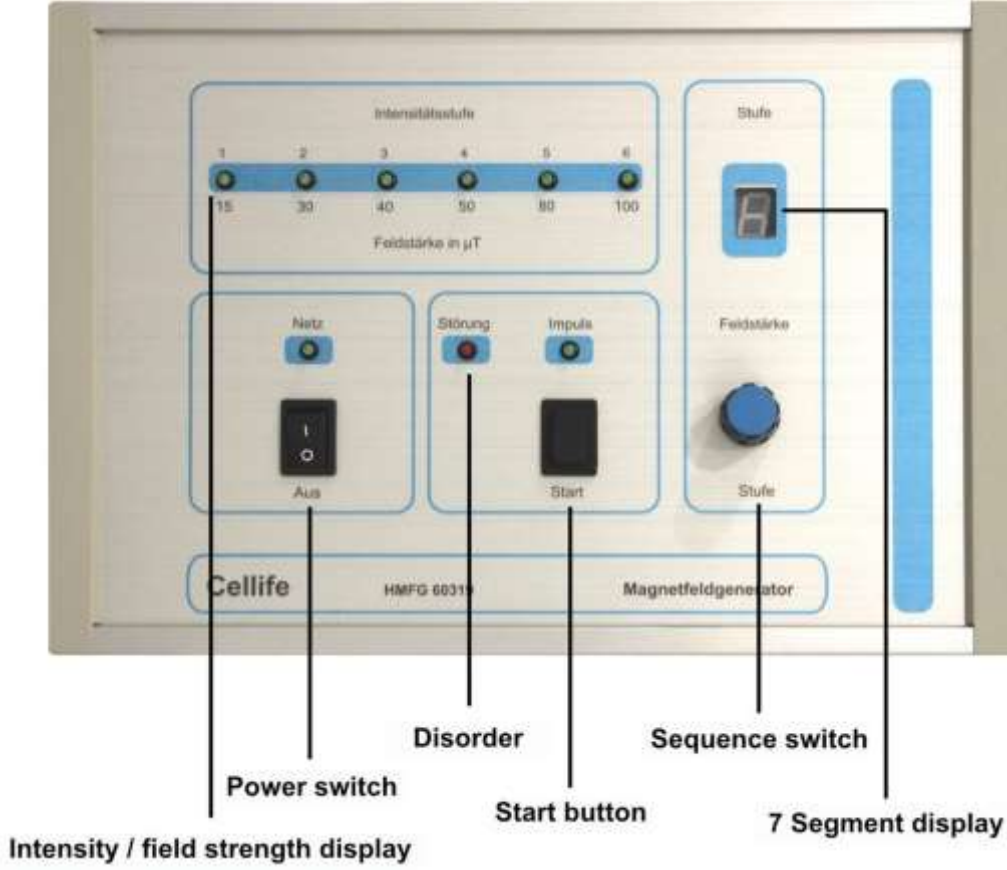 Intensitätsstufe
1 2 3 4 5 6
15 30 40 50 80 100
Feldstärke in µT
Stufe
Feldstärke
Stufe
Netz
I
O
Aus
Störung Impuls
Start
Cellife HMFG Magnetfeldgenerator
Disorder
Sequence switch
Power switch
Start button
7 Segment display
Intensity / field strength display